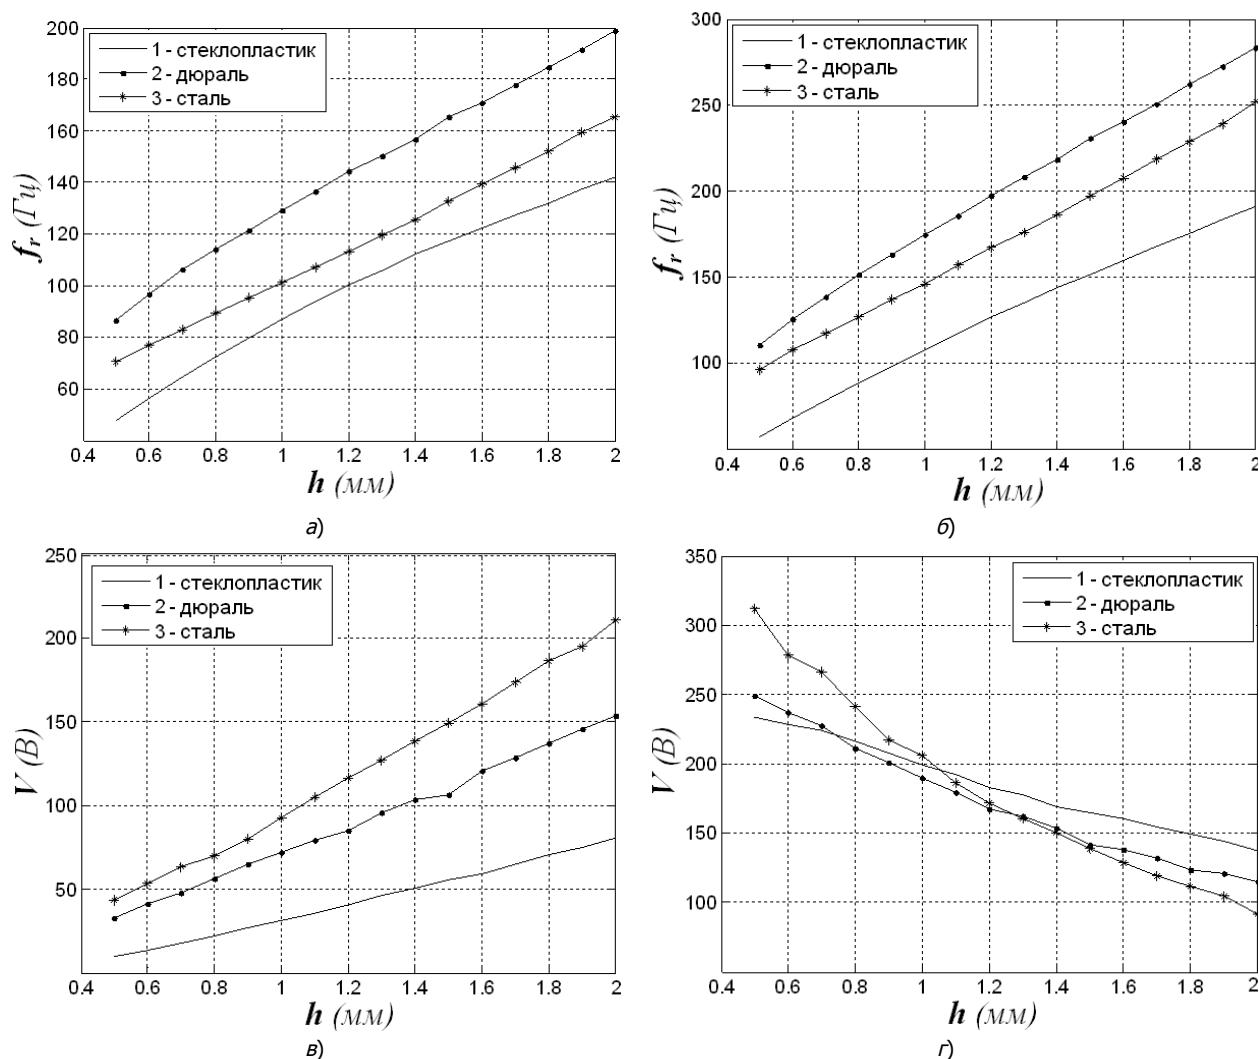 200
180
160
140
120
100
80
60
f_r (Гц)
1 - стеклопластик
2 - дюраль
3 - сталь
0.4 0.6 0.8 1 1.2 1.4 1.6 1.8 2
h (мм)
а)
300
250
200
150
100
f_r (Гц)
1 - стеклопластик
2 - дюраль
3 - сталь
0.4 0.6 0.8 1 1.2 1.4 1.6 1.8 2
h (мм)
б)
250
200
150
100
50
V (В)
1 - стеклопластик
2 - дюраль
3 - сталь
0.4 0.6 0.8 1 1.2 1.4 1.6 1.8 2
h (мм)
в)
350
300
250
200
150
100
V (В)
1 - стеклопластик
2 - дюраль
3 - сталь
0.4 0.6 0.8 1 1.2 1.4 1.6 1.8 2
h (мм)
г)